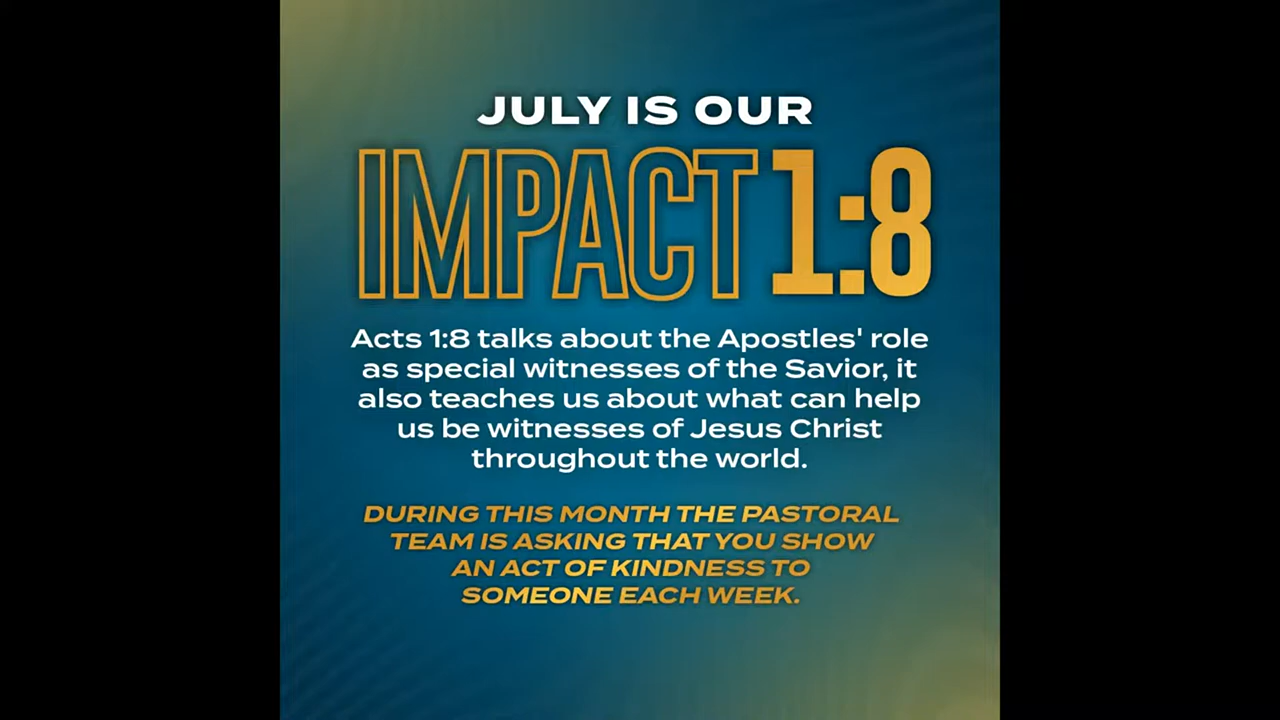 JULY IS OUR
IMPACT 1:8
Acts 1:8 talks about the Apostles' role
as special witnesses of the Savior, it
also teaches us about what can help
us be witnesses of Jesus Christ
throughout the world.
DURING THIS MONTH THE PASTORAL
TEAM IS ASKING THAT YOU SHOW
AN ACT OF KINDNESS TO
SOMEONE EACH WEEK.